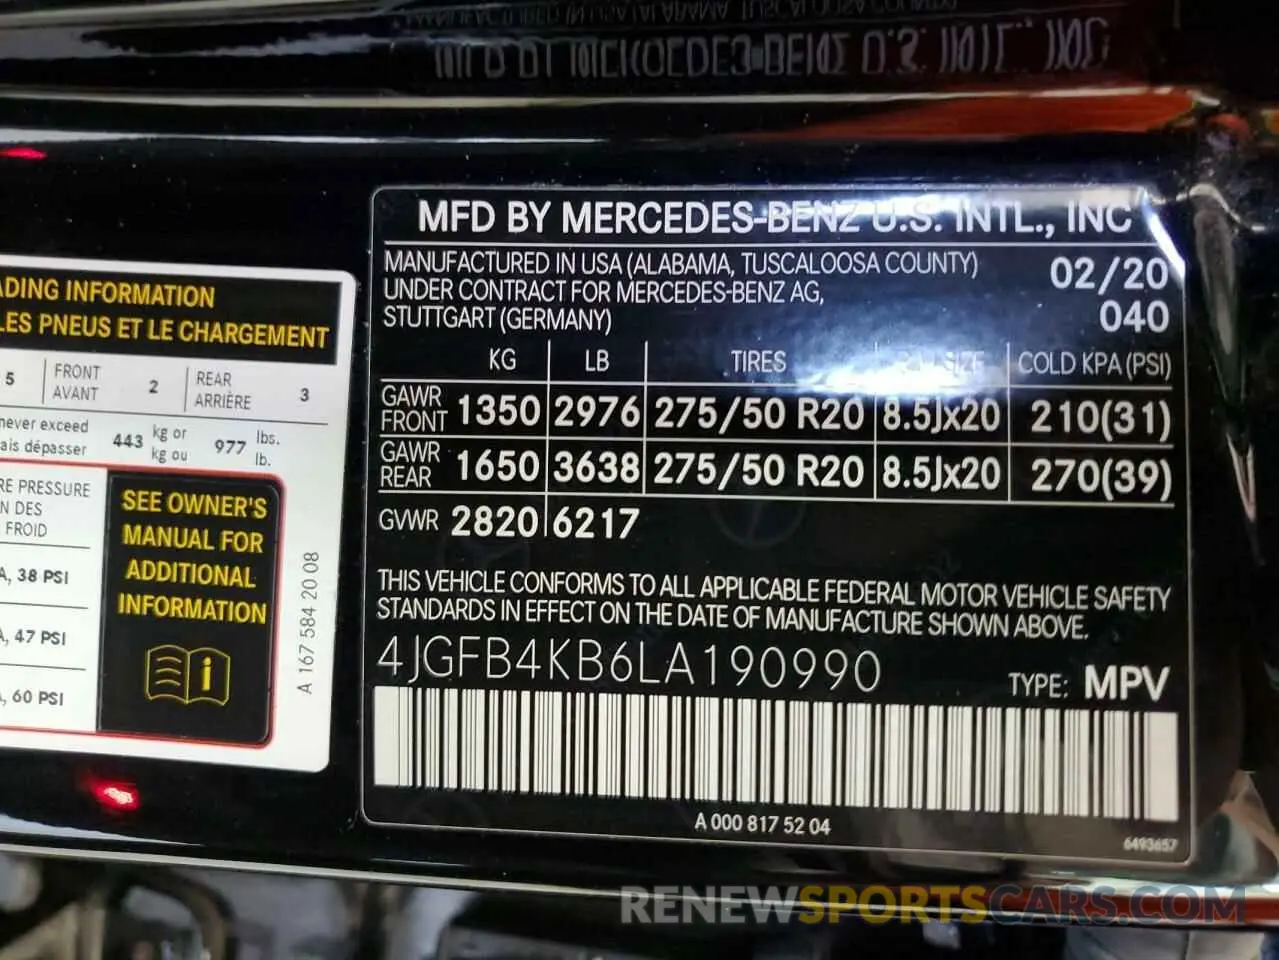 MFD BY MERCEDES-BENZ U.S. INTL., INC
MANUFACTURED IN USA (ALABAMA, TUSCALOOSA COUNTY)
02/20
UNDER CONTRACT FOR MERCEDES-BENZ AG,
STUTTGART (GERMANY)
040
KG LB TIRES RIM SIZE COLD KPA (PSI)
GAWR FRONT 1350 2976 275/50 R20 8.5Jx20 210(31)
GAWR REAR 1650 3638 275/50 R20 8.5Jx20 270(39)
GVWR 2820 6217
THIS VEHICLE CONFORMS TO ALL APPLICABLE FEDERAL MOTOR VEHICLE SAFETY
STANDARDS IN EFFECT ON THE DATE OF MANUFACTURE SHOWN ABOVE.
4JGFB4KB6LA190990
TYPE: MPV
A 000 817 52 04
6493657
ADING INFORMATION
LES PNEUS ET LE CHARGEMENT
5 FRONT AVANT 2 REAR ARRIÈRE 3
never exceed
ais dépasser
443 kg or kg ou 977 lbs. lb.
RE PRESSURE
N DES
FROID
A, 38 PSI
A, 47 PSI
, 60 PSI
SEE OWNER'S
MANUAL FOR
ADDITIONAL
INFORMATION
A 167 584 20 08
RENEWSPORTSCARS.COM